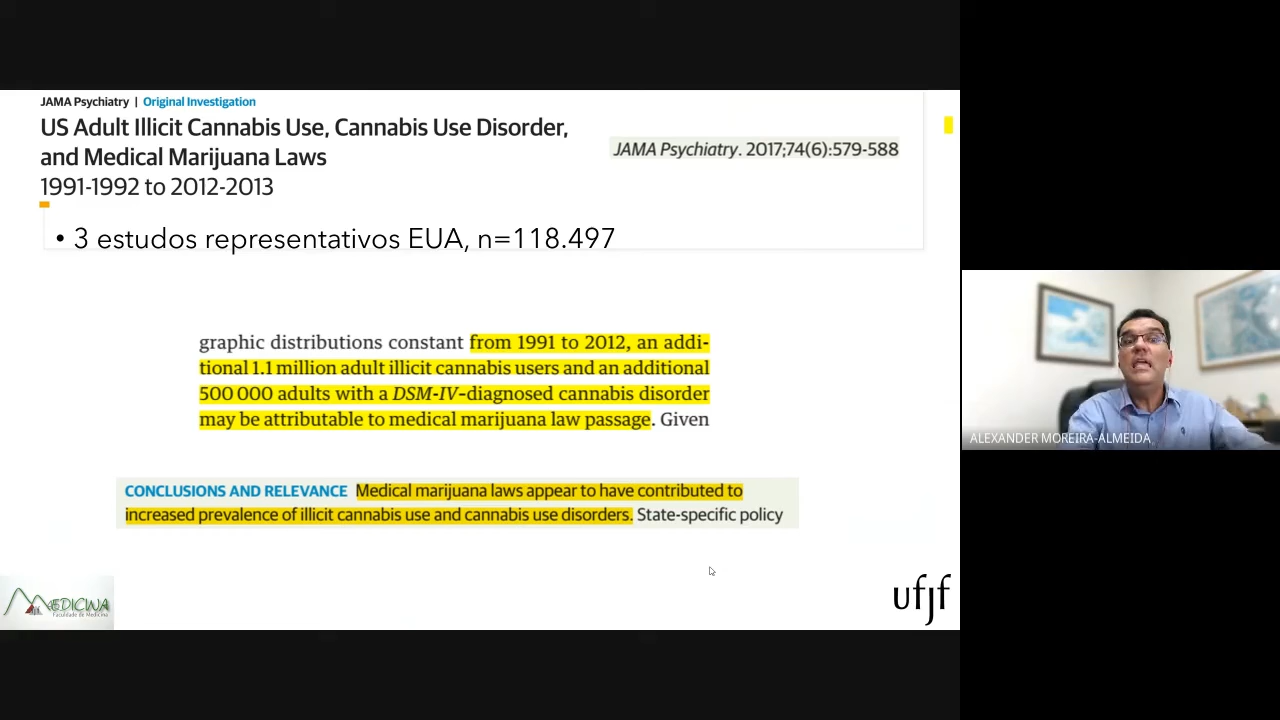 JAMA Psychiatry | Original Investigation
US Adult Illicit Cannabis Use, Cannabis Use Disorder,
and Medical Marijuana Laws
1991-1992 to 2012-2013
JAMA Psychiatry. 2017;74(6):579-588
• 3 estudos representativos EUA, n=118.497
graphic distributions constant from 1991 to 2012, an addi-
tional 1.1 million adult illicit cannabis users and an additional
500 000 adults with a DSM-IV–diagnosed cannabis disorder
may be attributable to medical marijuana law passage. Given
CONCLUSIONS AND RELEVANCE Medical marijuana laws appear to have contributed to
increased prevalence of illicit cannabis use and cannabis use disorders. State-specific policy
MEDICINA
Faculdade de Medicina
ufjf
ALEXANDER MOREIRA-ALMEIDA